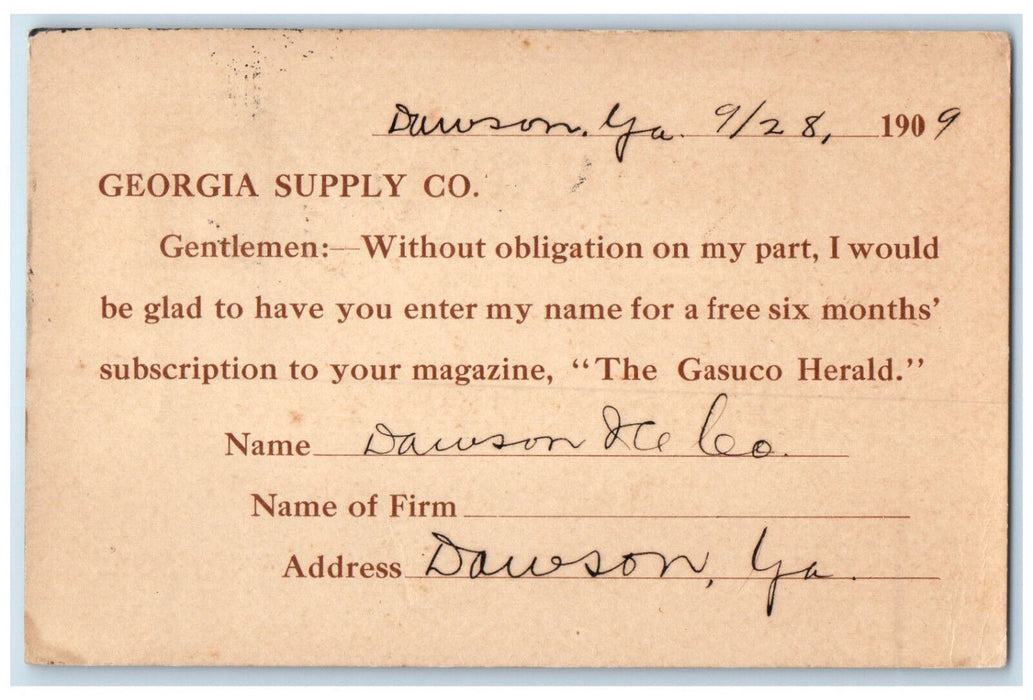 Dawson, Ga. 9/28, 1909
GEORGIA SUPPLY CO.
Gentlemen:—Without obligation on my part, I would
be glad to have you enter my name for a free six months’
subscription to your magazine, “The Gasuco Herald.”
Name Dawson Ice Co.
Name of Firm
Address Dawson, Ga.